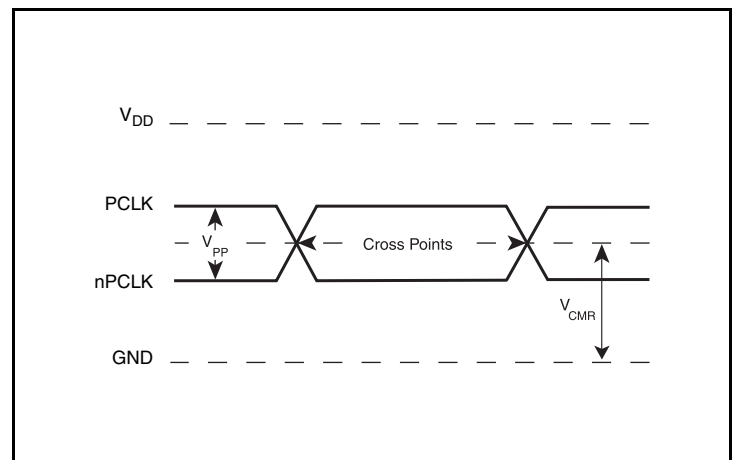 VDD
PCLK
VPP
Cross Points
nPCLK
VCMR
GND